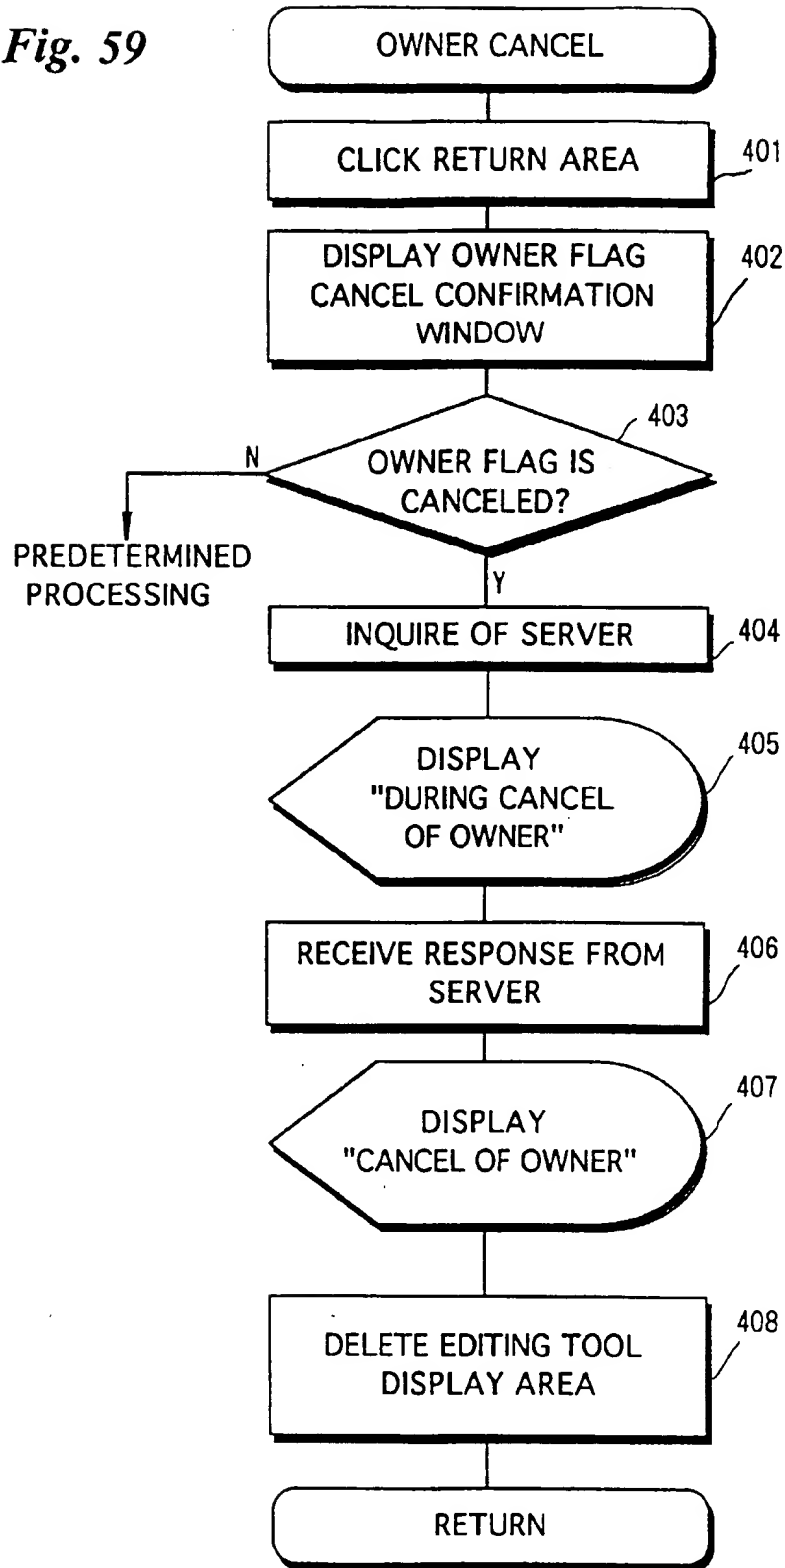 Fig. 59
OWNER CANCEL
CLICK RETURN AREA
401
DISPLAY OWNER FLAG
CANCEL CONFIRMATION
WINDOW
402
403
OWNER FLAG IS
CANCELED?
N
PREDETERMINED
PROCESSING
Y
INQUIRE OF SERVER
404
DISPLAY
"DURING CANCEL
OF OWNER"
405
RECEIVE RESPONSE FROM
SERVER
406
DISPLAY
"CANCEL OF OWNER"
407
DELETE EDITING TOOL
DISPLAY AREA
408
RETURN